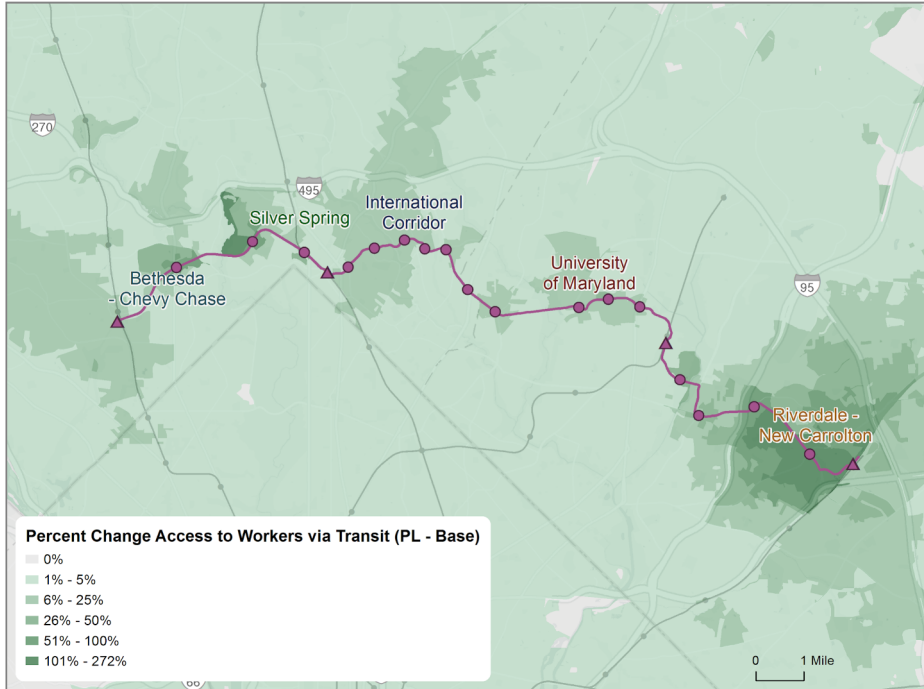 270
495
Silver Spring
International
Corridor
Bethesda
- Chevy Chase
University
of Maryland
95
Riverdale -
New Carrolton
Percent Change Access to Workers via Transit (PL - Base)
0%
1% - 5%
6% - 25%
26% - 50%
51% - 100%
101% - 272%
66
0 1 Mile